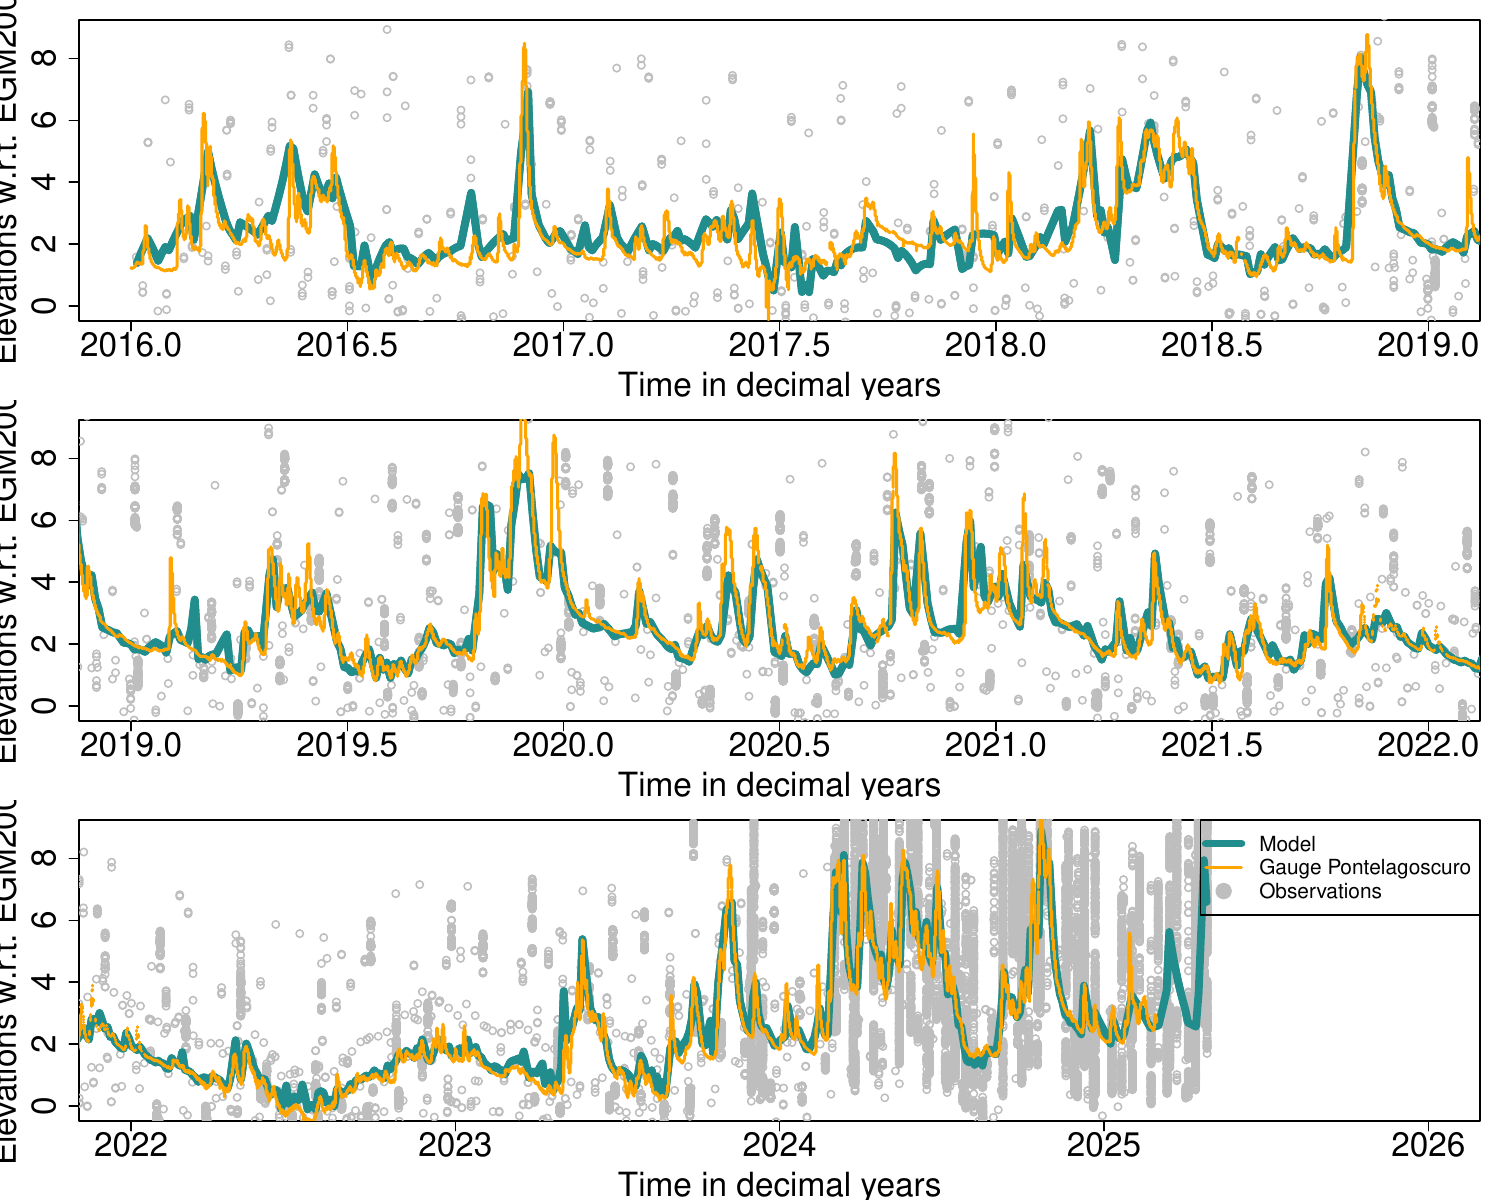 Elevations w.r.t. EGM200
8
6
4
2
0
2016.0 2016.5 2017.0 2017.5 2018.0 2018.5 2019.0
Time in decimal years
Elevations w.r.t. EGM200
8
6
4
2
0
2019.0 2019.5 2020.0 2020.5 2021.0 2021.5 2022.0
Time in decimal years
Elevations w.r.t. EGM200
8
6
4
2
0
Model
Gauge Pontelagoscuro
Observations
2022 2023 2024 2025 2026
Time in decimal years